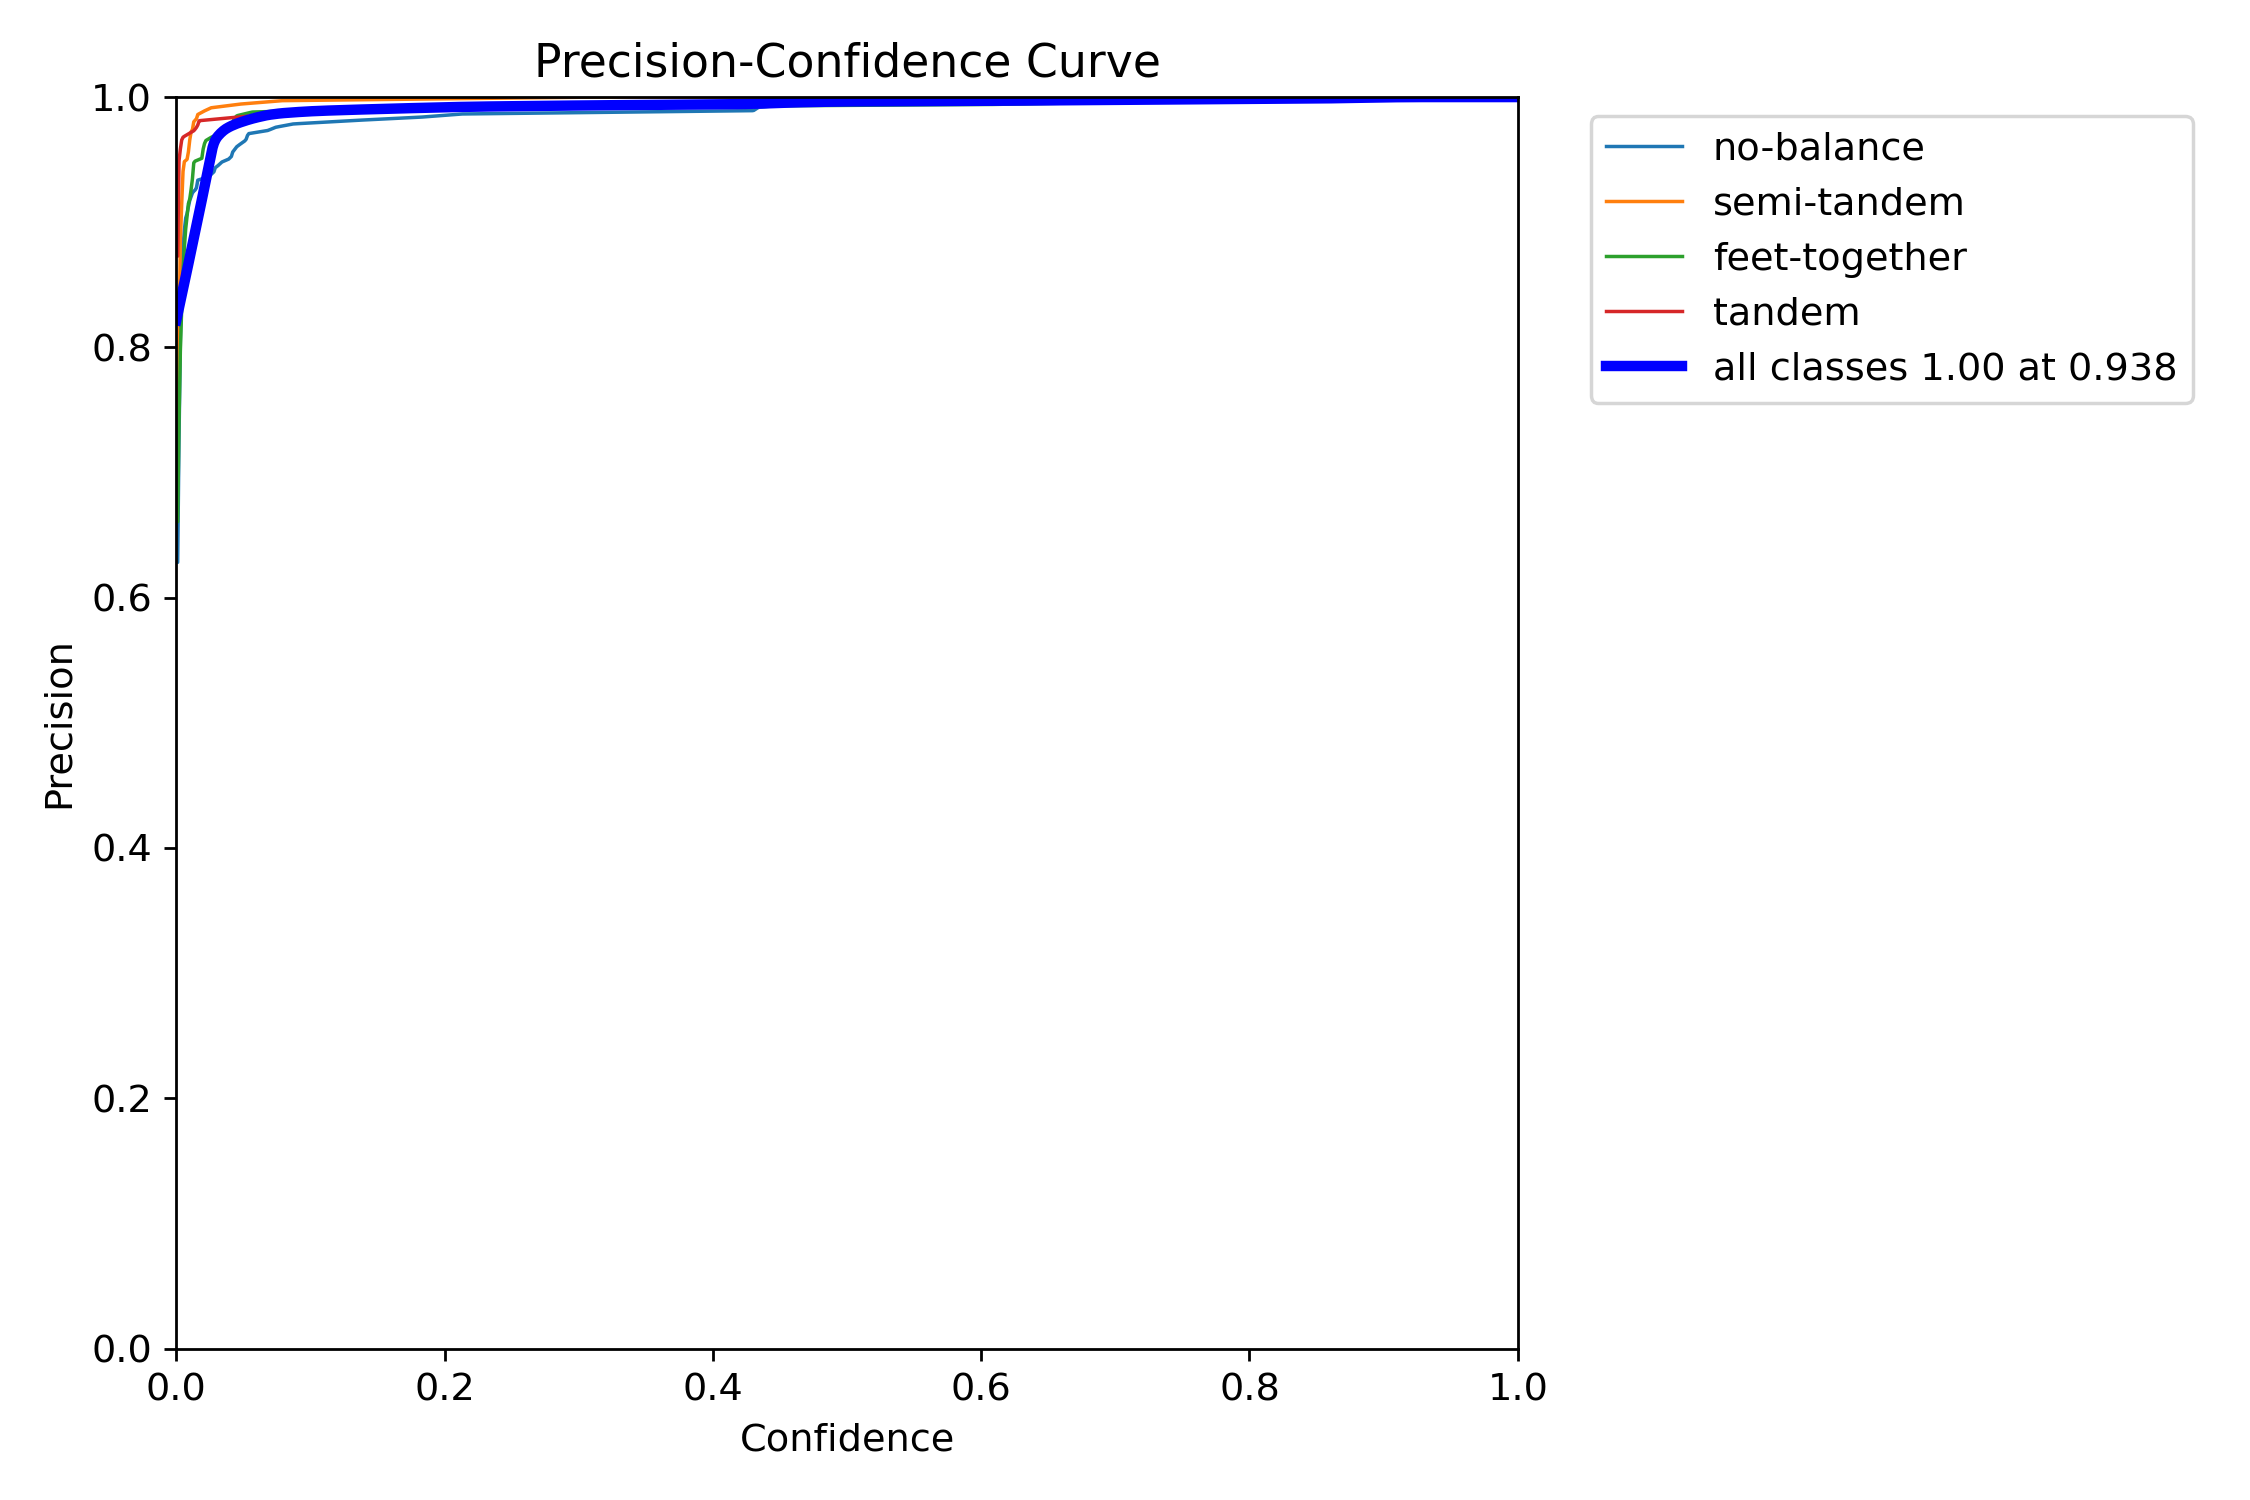 Precision-Confidence Curve
1.0
0.8
0.6
0.4
0.2
0.0
Precision
0.0 0.2 0.4 0.6 0.8 1.0
Confidence
no-balance
semi-tandem
feet-together
tandem
all classes 1.00 at 0.938